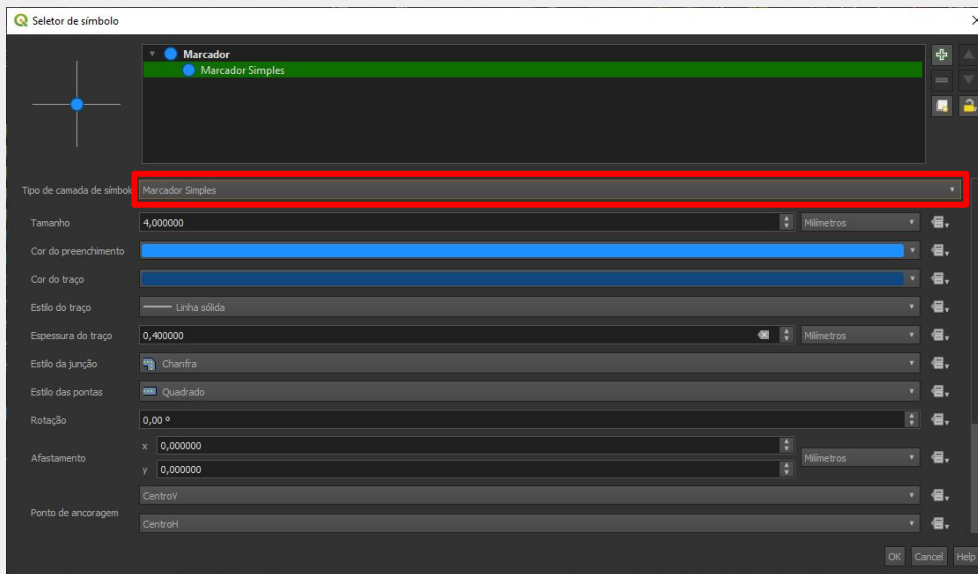 Seletor de símbolo
Marcador
Marcador Simples
Tipo de camada de símbolo Marcador Simples
Tamanho 4,000000 Milímetros
Cor do preenchimento
Cor do traço
Estilo do traço Linha sólida
Espessura do traço 0,400000 Milímetros
Estilo da junção Chanfra
Estilo das pontas Quadrado
Rotação 0,00 °
x 0,000000
Afastamento Milímetros
y 0,000000
CentroV
Ponto de ancoragem
CentroH
OK Cancel Help